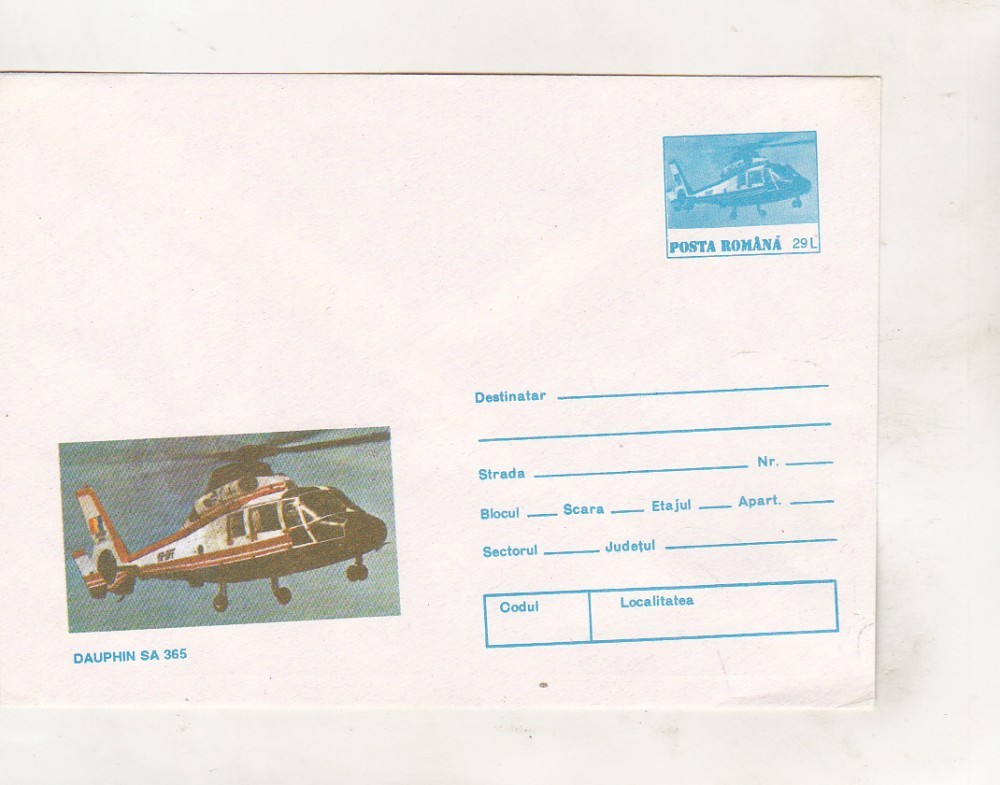 POSTA ROMÂNĂ 29L
Destinatar
Strada Nr.
Blocul Scara Etajul Apart.
Sectorul Județul
Codul Localitatea
DAUPHIN SA 365